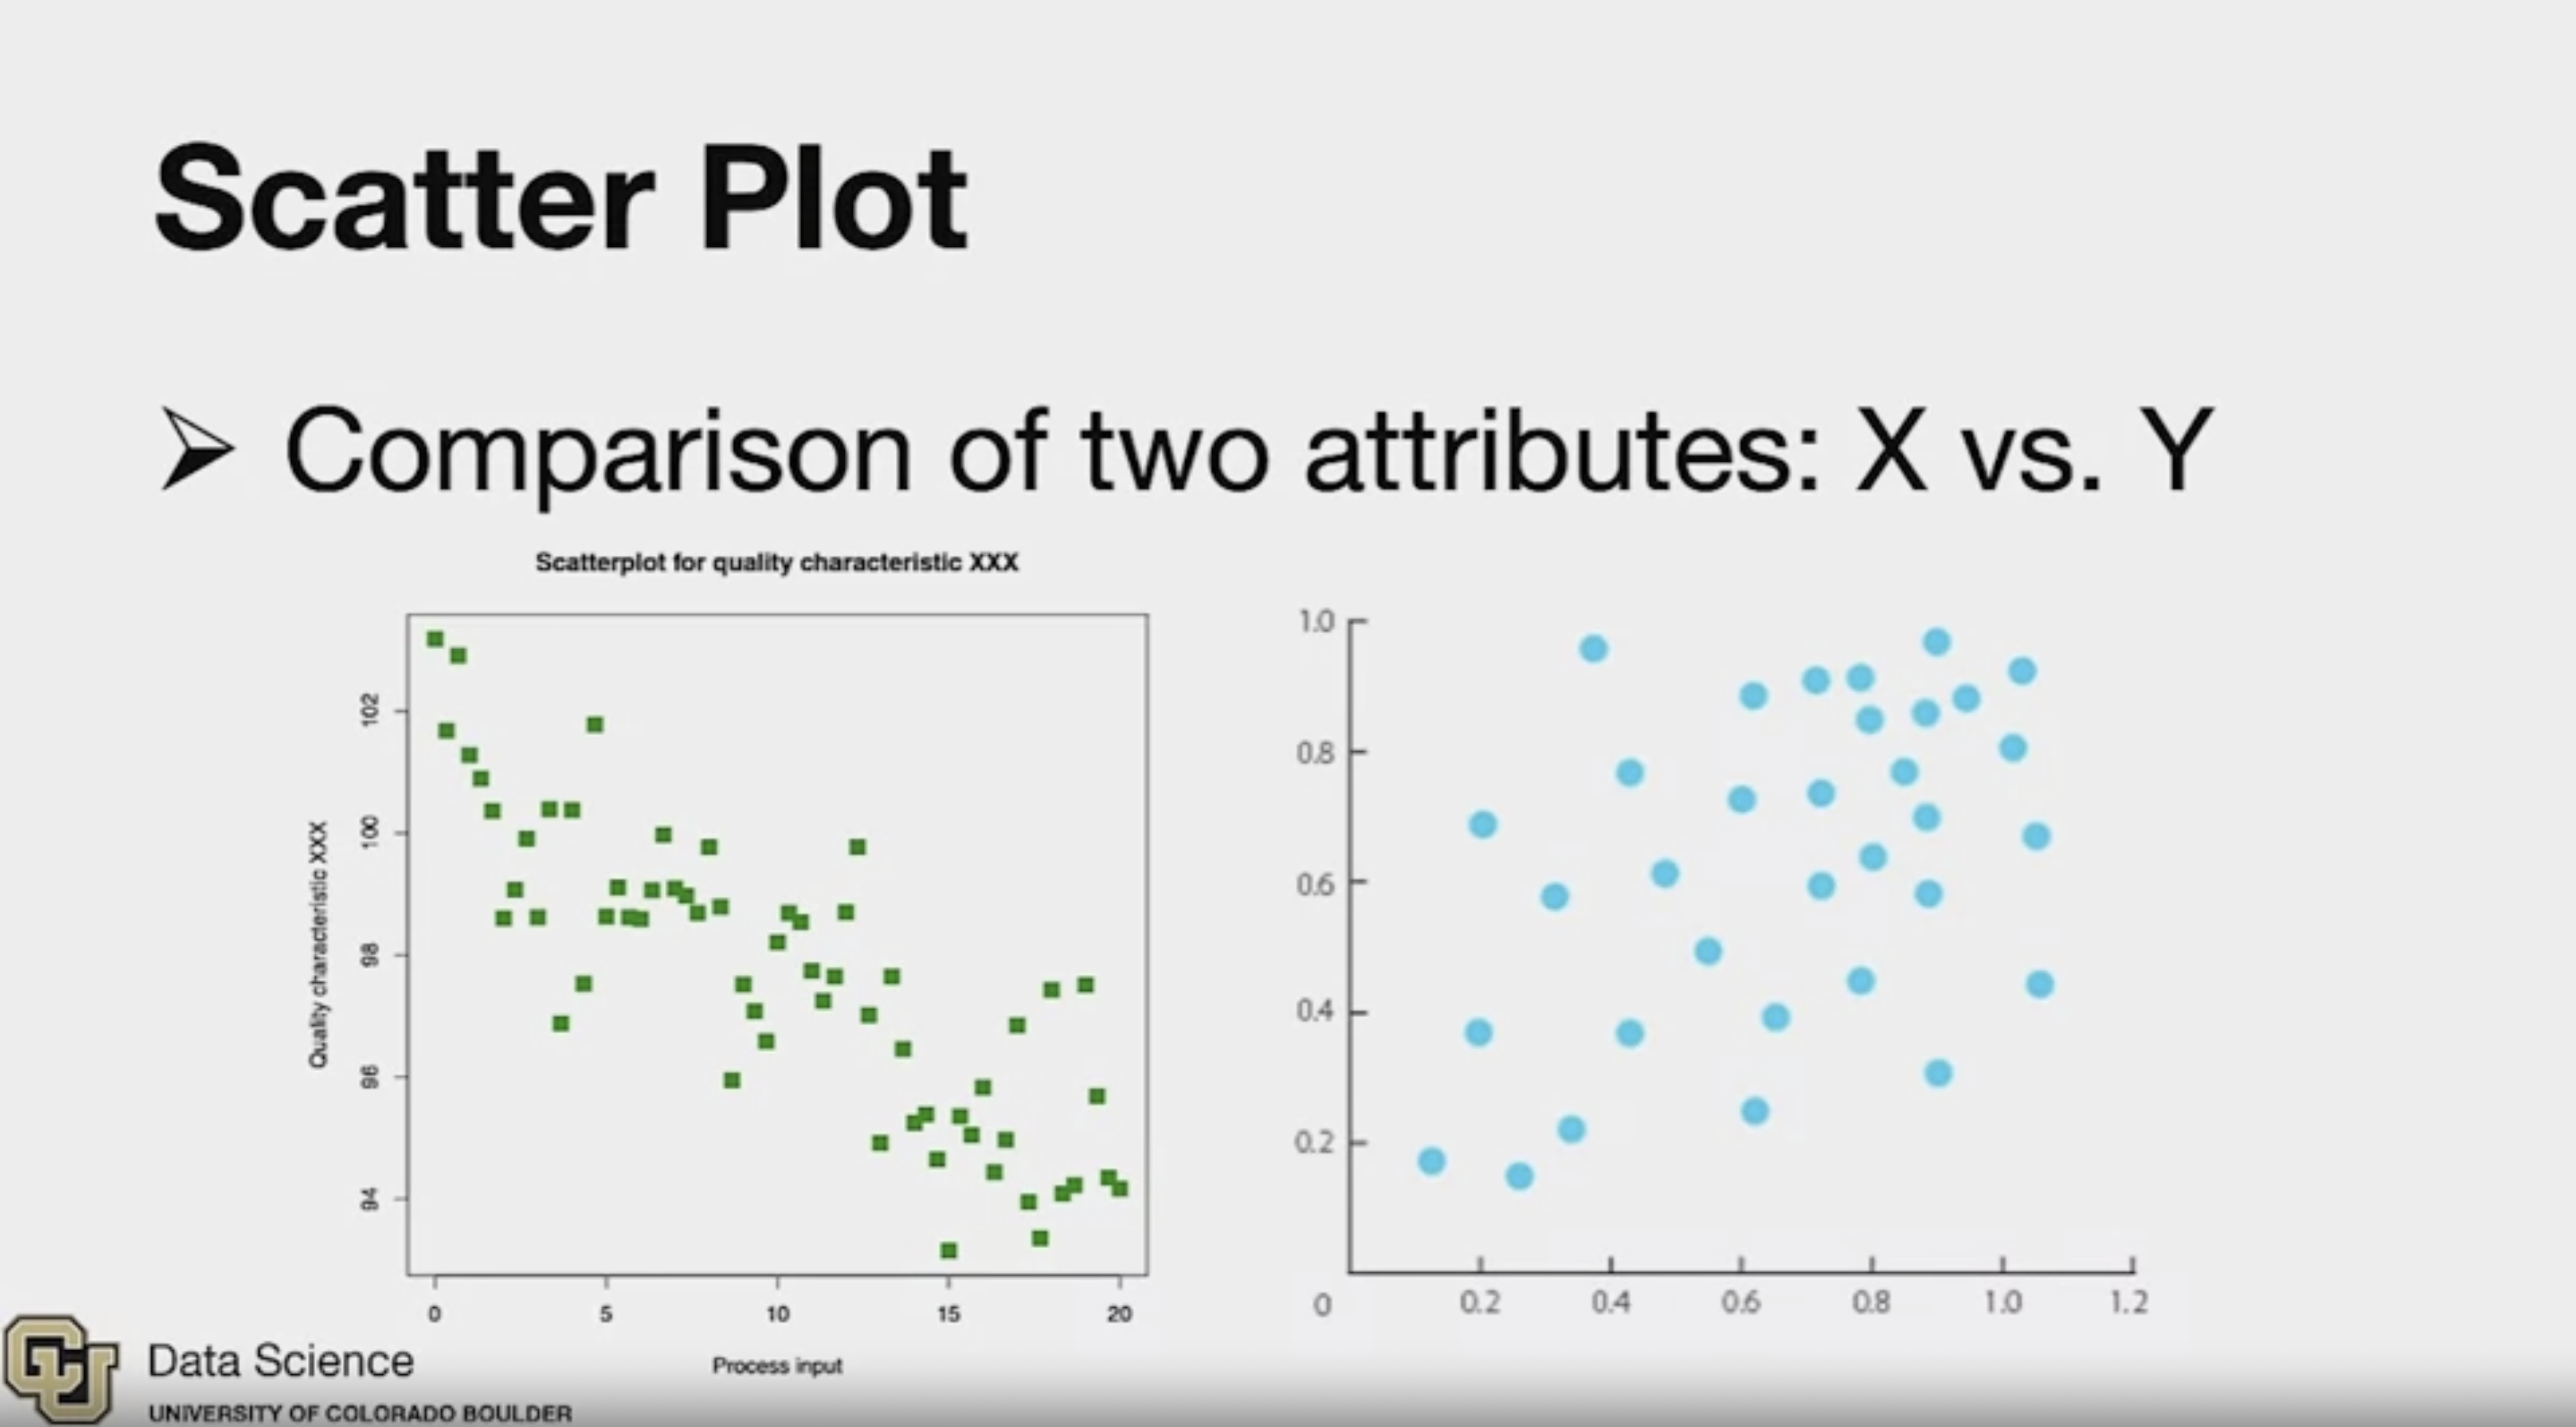 Scatter Plot
➢ Comparison of two attributes: X vs. Y
Scatterplot for quality characteristic XXX
Quality characteristic XXX
102
100
98
96
94
0 5 10 15 20
Process input
1.0
0.8
0.6
0.4
0.2
0 0.2 0.4 0.6 0.8 1.0 1.2
CU
Data Science
UNIVERSITY OF COLORADO BOULDER